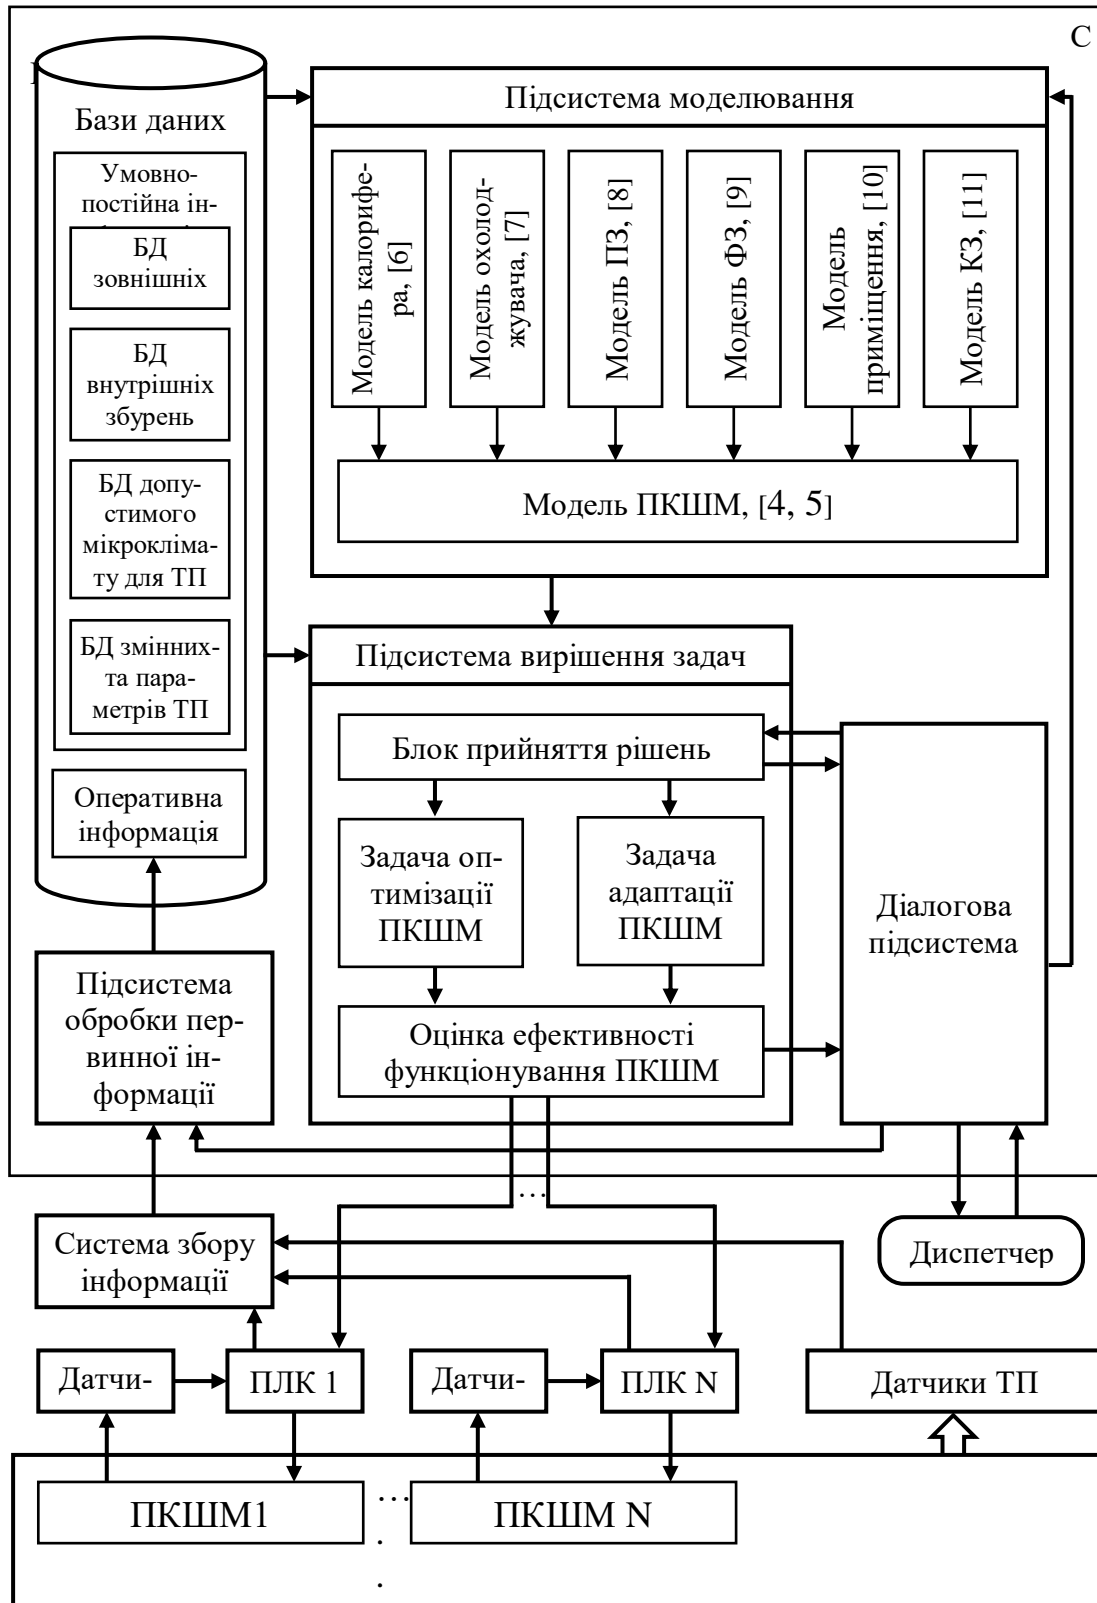 С
Бази даних
Умовно-
постійна ін-
БД
зовнішніх
БД
внутрішніх
збурень
БД допу-
стимого
мікрокліма-
ту для ТП
БД змінних-
та пара-
метрів ТП
Оперативна
інформація
Підсистема моделювання
Модель калорифе-
ра, [6]
Модель охолод-
жувача, [7]
Модель ПЗ, [8]
Модель ФЗ, [9]
Модель
приміщення, [10]
Модель КЗ, [11]
Модель ПКШМ, [4, 5]
Підсистема вирішення задач
Блок прийняття рішень
Задача оп-
тимізації
ПКШМ
Задача
адаптації
ПКШМ
Оцінка ефективності
функціонування ПКШМ
Діалогова
підсистема
Підсистема
обробки пер-
винної ін-
формації
...
Система збору
інформації
Диспетчер
Датчи-
ПЛК 1
Датчи-
ПЛК N
Датчики ТП
ПКШМ1
...
ПКШМ N
.
.